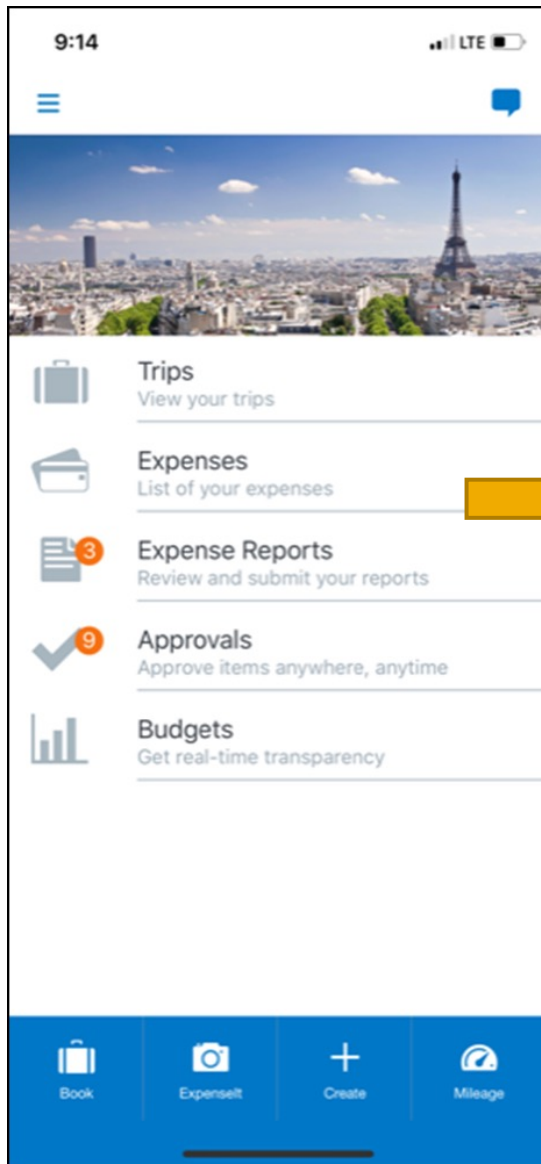 9:14
LTE
Trips
View your trips
Expenses
List of your expenses
3
Expense Reports
Review and submit your reports
9
Approvals
Approve items anywhere, anytime
Budgets
Get real-time transparency
Book
ExpenseIt
Create
Mileage